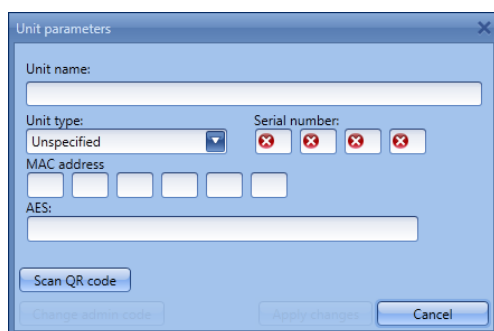 Unit parameters
Unit name:
Unit type: Serial number:
Unspecified
MAC address
AES:
Scan QR code
Change admin code Apply changes Cancel